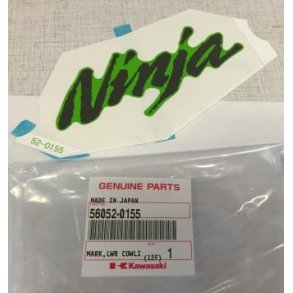 Ninja
52-0155
GENUINE PARTS
MADE IN JAPAN
56052-0155
QTY
MARK,LWR COWLI (12F) 1
Kawasaki